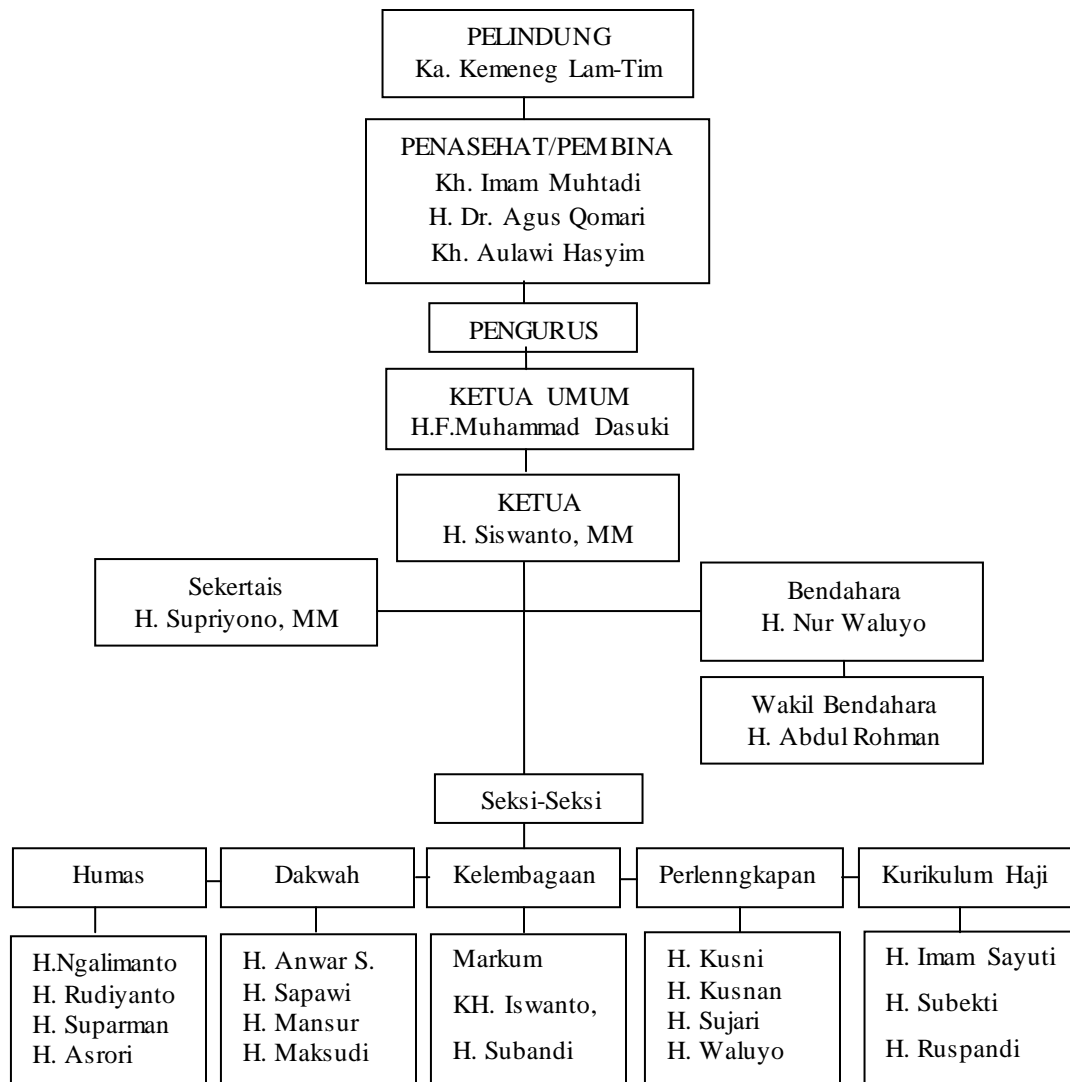 PELINDUNG
Ka. Kemeneg Lam-Tim
PENASEHAT/PEMBINA
Kh. Imam Muhtadi
H. Dr. Agus Qomari
Kh. Aulawi Hasyim
PENGURUS
KETUA UMUM
H.F.Muhammad Dasuki
KETUA
H. Siswanto, MM
Sekertais
H. Supriyono, MM
Bendahara
H. Nur Waluyo
Wakil Bendahara
H. Abdul Rohman
Seksi-Seksi
Humas
Dakwah
Kelembagaan
Perlenngkapan
Kurikulum Haji
H.Ngalimanto
H. Rudiyanto
H. Suparman
H. Asrori
H. Anwar S.
H. Sapawi
H. Mansur
H. Maksudi
Markum
KH. Iswanto,
H. Subandi
H. Kusni
H. Kusnan
H. Sujari
H. Waluyo
H. Imam Sayuti
H. Subekti
H. Ruspandi